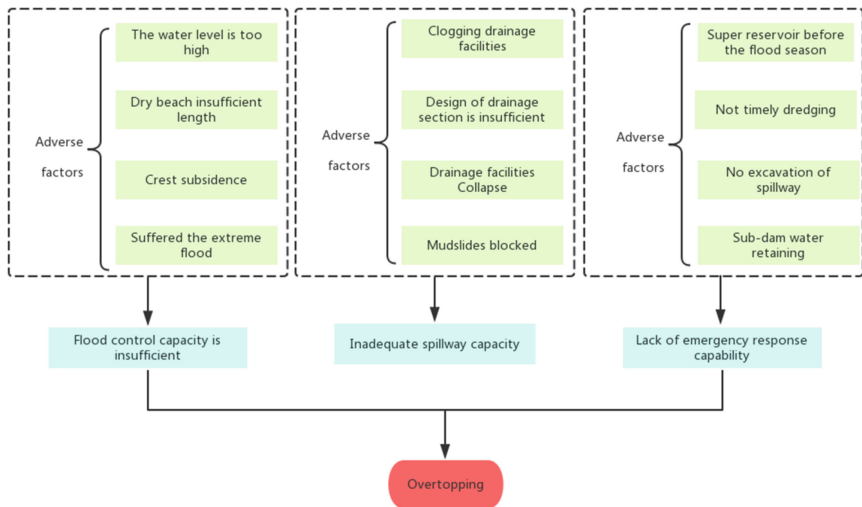 Adverse
factors
The water level is too
high
Dry beach insufficient
length
Crest subsidence
Suffered the extreme
flood
Adverse
factors
Clogging drainage
facilities
Design of drainage
section is insufficient
Drainage facilities
Collapse
Mudslides blocked
Adverse
factors
Super reservoir before
the flood season
Not timely dredging
No excavation of
spillway
Sub-dam water
retaining
Flood control capacity is
insufficient
Inadequate spillway capacity
Lack of emergency response
capability
Overtopping